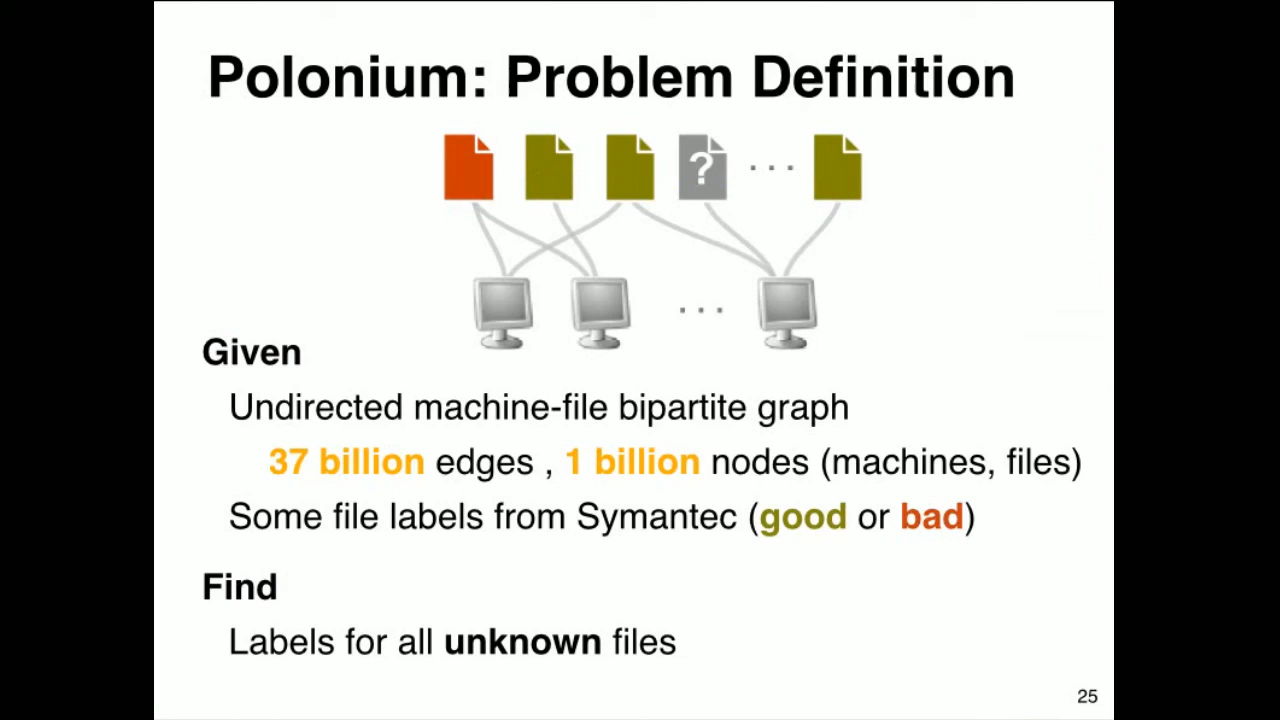 Polonium: Problem Definition
?
. . .
. . .
Given
Undirected machine-file bipartite graph
37 billion edges , 1 billion nodes (machines, files)
Some file labels from Symantec (good or bad)
Find
Labels for all unknown files
25